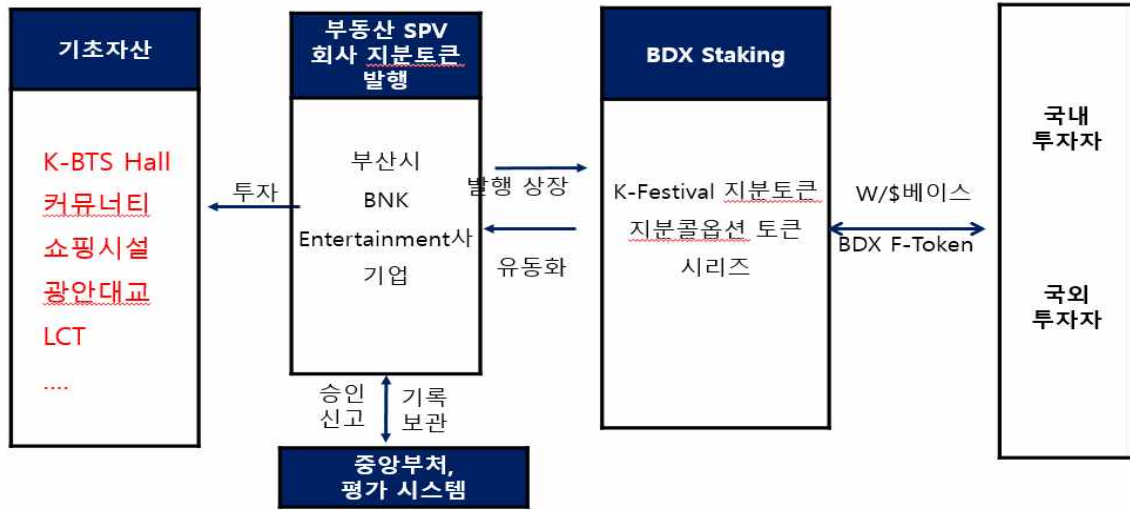 기초자산
K-BTS Hall
커뮤너티
쇼핑시설
광안대교
LCT
....
투자
부동산 SPV
회사 지분토큰
발행
부산시
BNK
Entertainment사
기업
승인
신고
기록
보관
중앙부처,
평가 시스템
발행 상장
유동화
BDX Staking
K-Festival 지분토큰
지분콜옵션 토큰
시리즈
W/$베이스
BDX F-Token
국내
투자자
국외
투자자